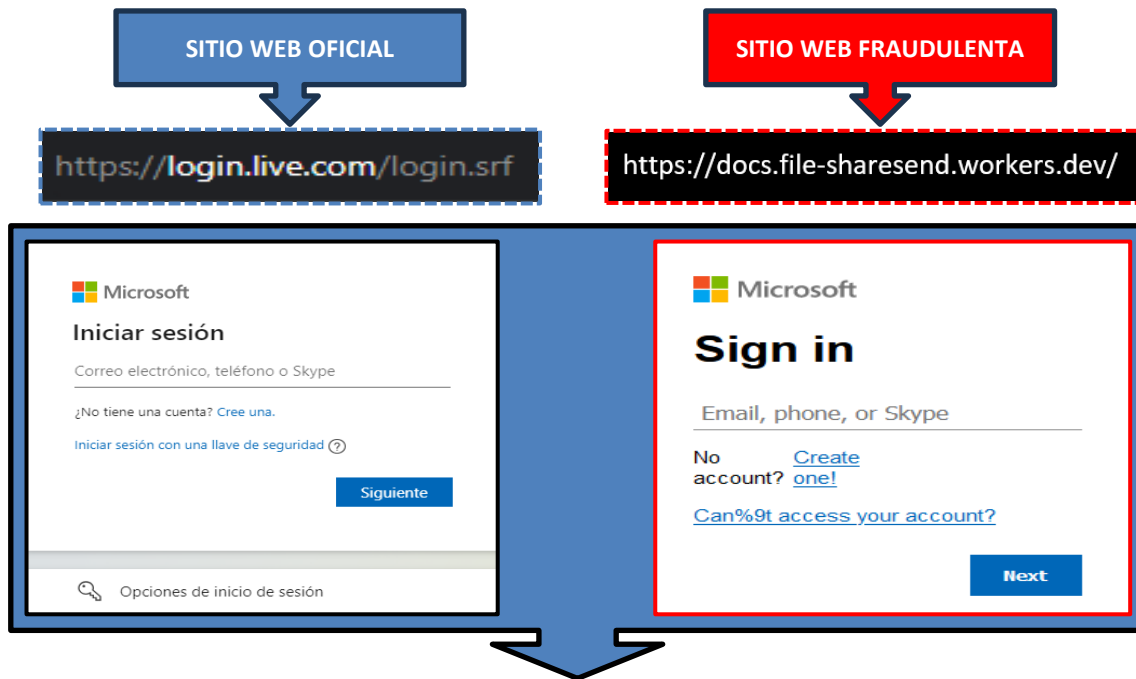 SITIO WEB OFICIAL
SITIO WEB FRAUDULENTA
https://login.live.com/login.srf
https://docs.file-sharesend.workers.dev/
Microsoft
Iniciar sesión
Correo electrónico, teléfono o Skype
¿No tiene una cuenta? Cree una.
Iniciar sesión con una llave de seguridad ?
Siguiente
Opciones de inicio de sesión
Microsoft
Sign in
Email, phone, or Skype
No Create
account? one!
Can%9t access your account?
Next